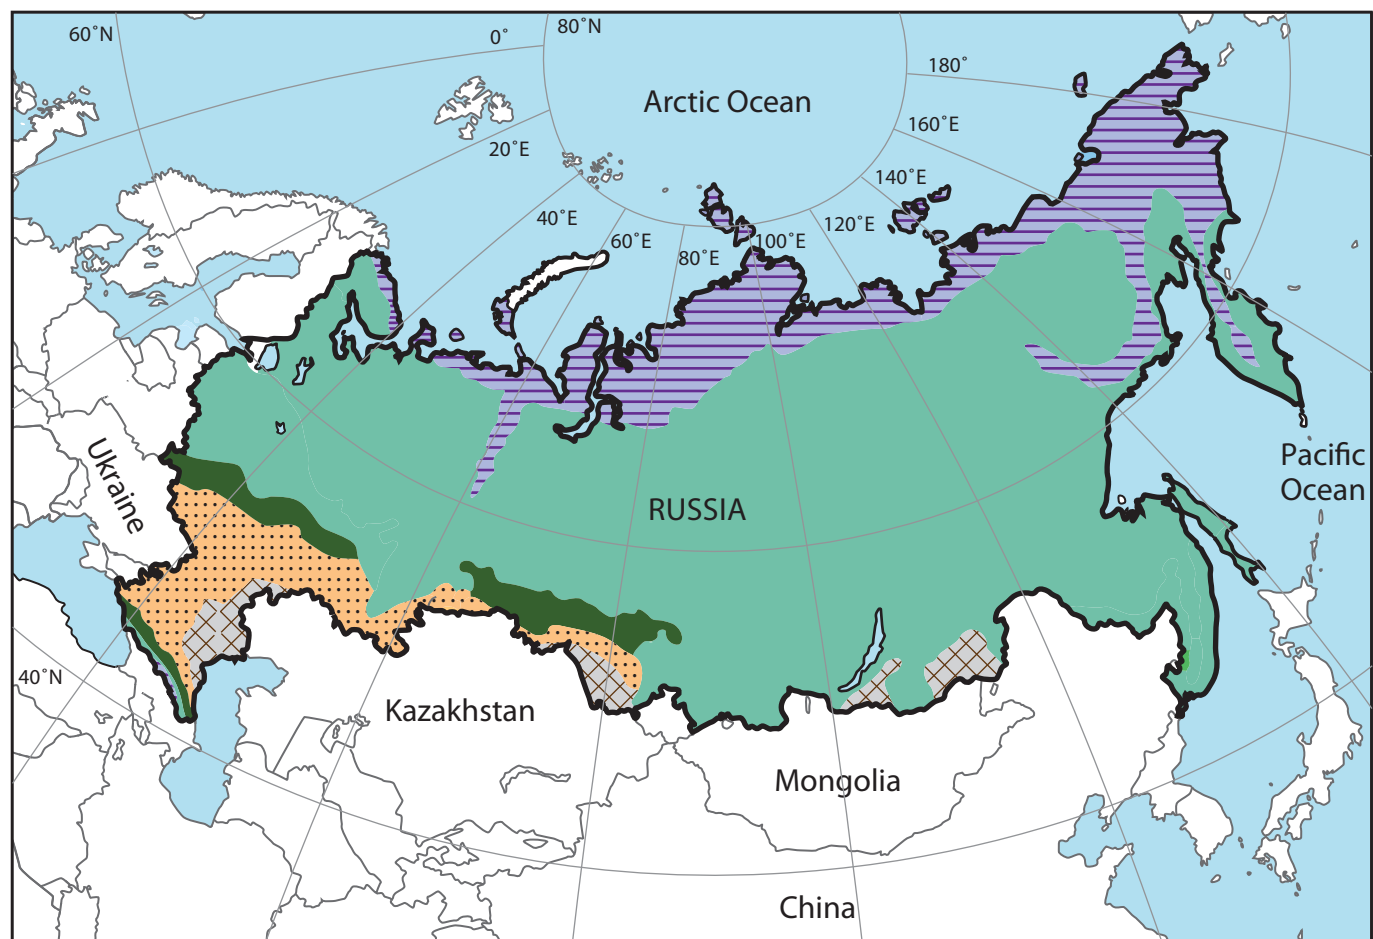 60˚N
0˚
80˚N
180˚
Arctic Ocean
160˚E
20˚E
140˚E
40˚E
120˚E
60˚E
100˚E
80˚E
Ukraine
Pacific
Ocean
RUSSIA
40˚N
Kazakhstan
Mongolia
China